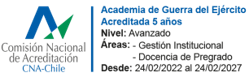 Comisión Nacional
de Acreditación
CNA-Chile
Academia de Guerra del Ejército
Acreditada 5 años
Nivel: Avanzado
Áreas: - Gestión Institucional
- Docencia de Pregrado
Desde: 24/02/2022 al 24/02/2027